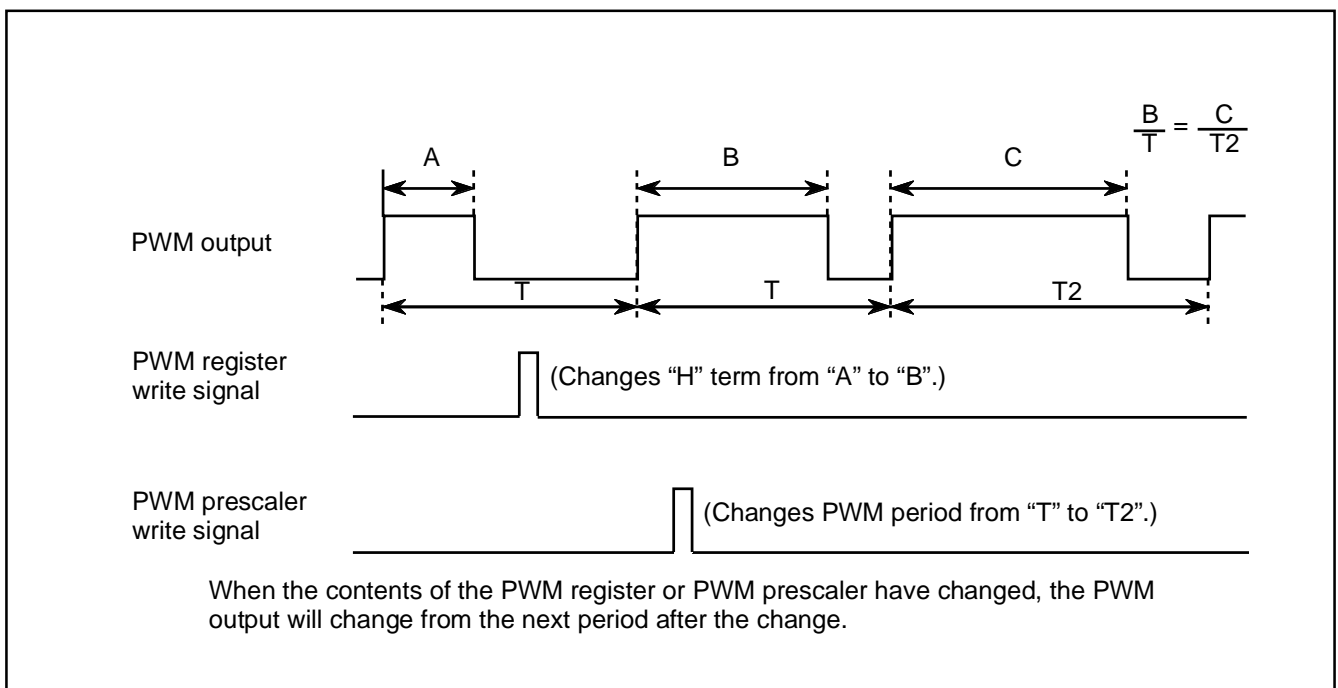 B/T = C/T2
A B C
PWM output
T T T2
PWM register
write signal
(Changes “H” term from “A” to “B”.)
PWM prescaler
write signal
(Changes PWM period from “T” to “T2”.)
When the contents of the PWM register or PWM prescaler have changed, the PWM
output will change from the next period after the change.